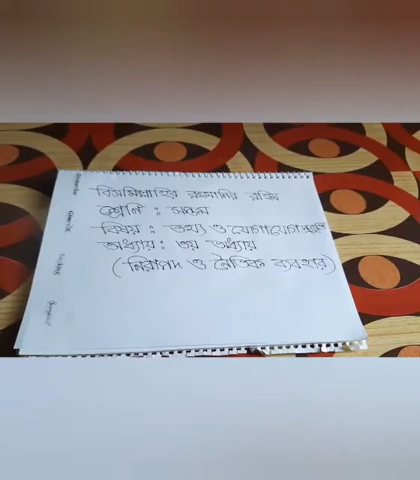 বিসমিল্লাহির রহমানির রহিম
শ্রেণি : সপ্তম
বিষয় : তথ্য ও যোগাযোগ প্রযুক্তি
অধ্যায় : ৩য় অধ্যায়
(নিরাপদ ও নৈতিক ব্যবহার)